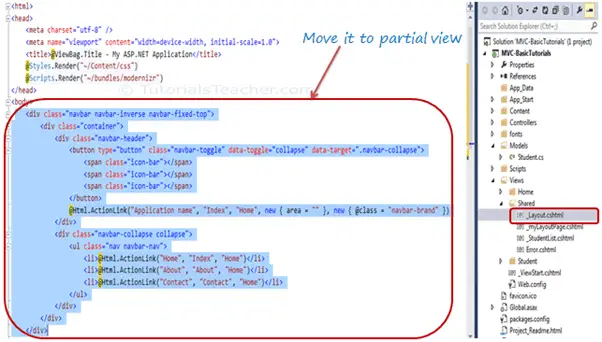 <html>
<head>
<meta charset="utf-8" />
<meta name="viewport" content="width=device-width, initial-scale=1.0">
<title>@ViewBag.Title - My ASP.NET Application</title>
@Styles.Render("~/Content/css")
@Scripts.Render("~/bundles/modernizr")
</head>
<body>
<div class="navbar navbar-inverse navbar-fixed-top">
<div class="container">
<div class="navbar-header">
<button type="button" class="navbar-toggle" data-toggle="collapse" data-target=".navbar-collapse">
<span class="icon-bar"></span>
<span class="icon-bar"></span>
<span class="icon-bar"></span>
</button>
@Html.ActionLink("Application name", "Index", "Home", new { area = "" }, new { @class = "navbar-brand" })
</div>
<div class="navbar-collapse collapse">
<ul class="nav navbar-nav">
<li>@Html.ActionLink("Home", "Index", "Home")</li>
<li>@Html.ActionLink("About", "About", "Home")</li>
<li>@Html.ActionLink("Contact", "Contact", "Home")</li>
</ul>
</div>
</div>
</div>
Move it to partial view
© TutorialsTeacher.com
Search Solution Explorer (Ctrl+;)
Solution 'MVC-BasicTutorials' (1 project)
MVC-BasicTutorials
Properties
References
App_Data
App_Start
Content
Controllers
fonts
Models
Student.cs
Scripts
Views
Home
Shared
_Layout.cshtml
_myLayoutPage.cshtml
_StudentList.cshtml
Error.cshtml
Student
_ViewStart.cshtml
Web.config
favicon.ico
Global.asax
packages.config
Project_Readme.html